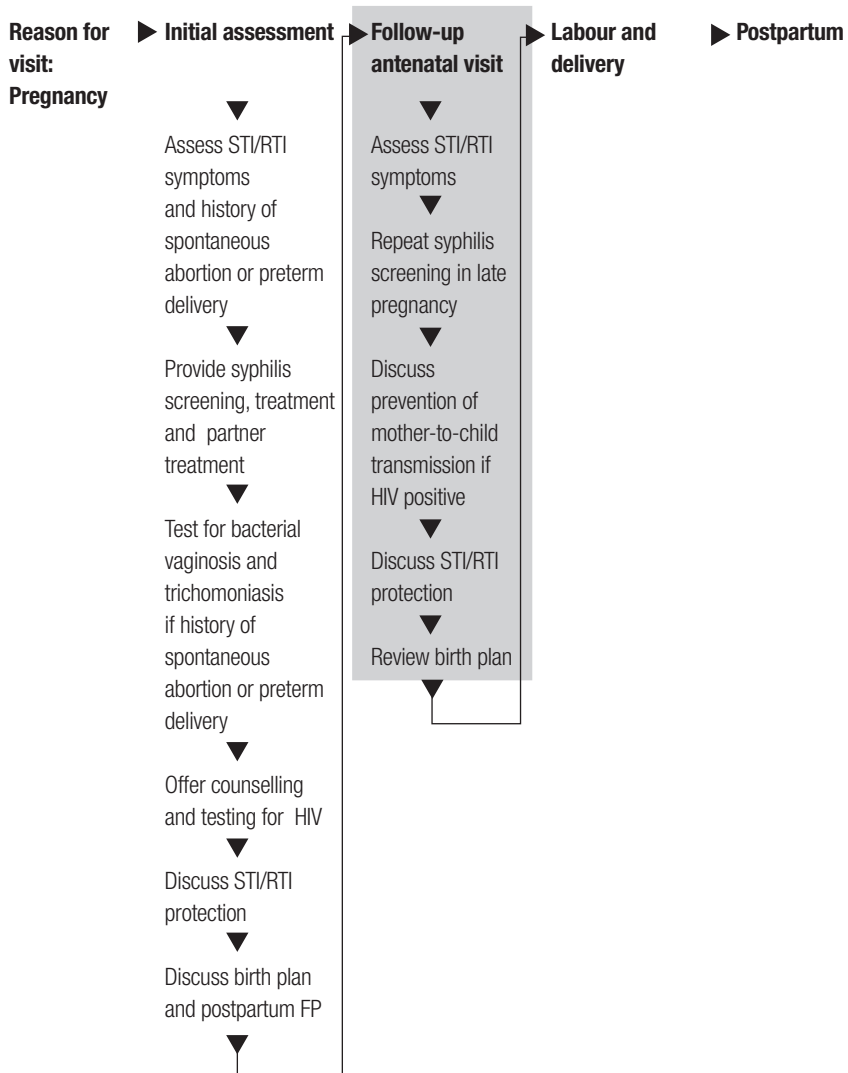 Reason for
visit:
Pregnancy
Initial assessment
Assess STI/RTI
symptoms
and history of
spontaneous
abortion or preterm
delivery
Provide syphilis
screening, treatment
and partner
treatment
Test for bacterial
vaginosis and
trichomoniasis
if history of
spontaneous
abortion or preterm
delivery
Offer counselling
and testing for HIV
Discuss STI/RTI
protection
Discuss birth plan
and postpartum FP
Follow-up
antenatal visit
Assess STI/RTI
symptoms
Repeat syphilis
screening in late
pregnancy
Discuss
prevention of
mother-to-child
transmission if
HIV positive
Discuss STI/RTI
protection
Review birth plan
Labour and
delivery
Postpartum